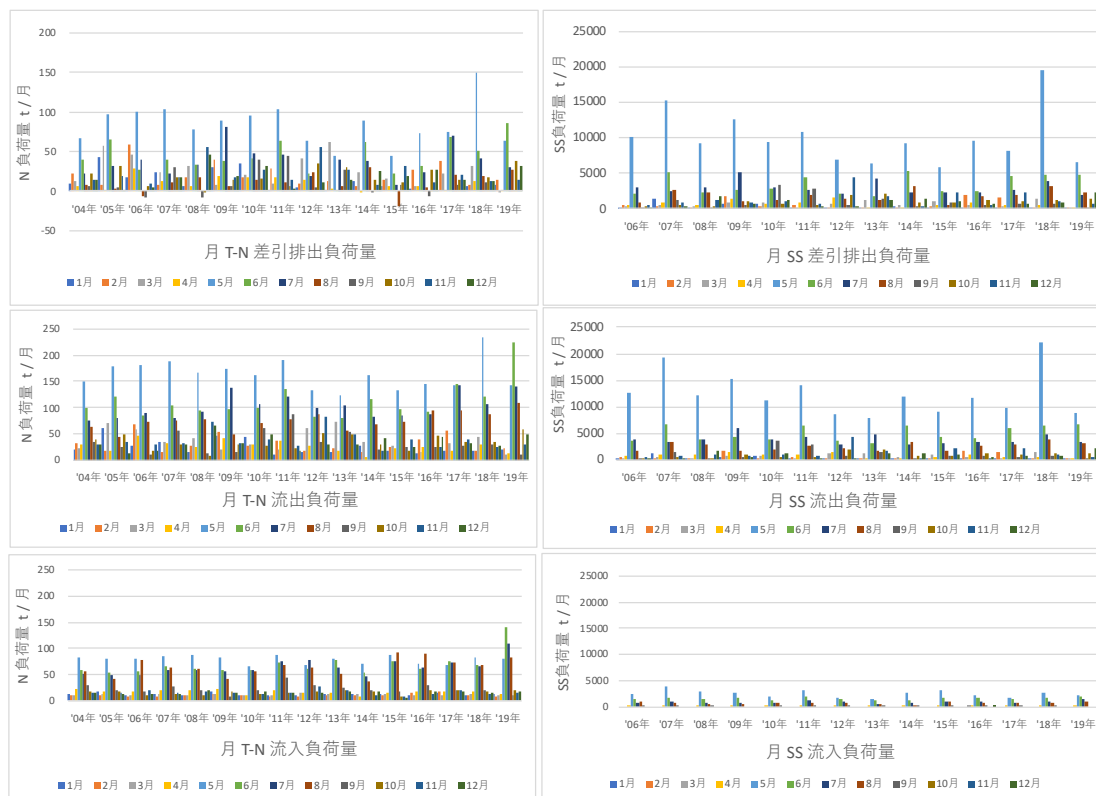 N 負荷量 t / 月
200
150
100
50
0
-50
'04年 '05年 '06年 '07年 '08年 '09年 '10年 '11年 '12年 '13年 '14年 '15年 '16年 '17年 '18年 '19年
月 T-N 差引排出負荷量
1月 2月 3月 4月 5月 6月 7月 8月 9月 10月 11月 12月
SS負荷量 t / 月
25000
20000
15000
10000
5000
0
'06年 '07年 '08年 '09年 '10年 '11年 '12年 '13年 '14年 '15年 '16年 '17年 '18年 '19年
月 SS 差引排出負荷量
1月 2月 3月 4月 5月 6月 7月 8月 9月 10月 11月 12月
N 負荷量 t / 月
250
200
150
100
50
0
'04年 '05年 '06年 '07年 '08年 '09年 '10年 '11年 '12年 '13年 '14年 '15年 '16年 '17年 '18年 '19年
月 T-N 流出負荷量
1月 2月 3月 4月 5月 6月 7月 8月 9月 10月 11月 12月
SS負荷量 t / 月
25000
20000
15000
10000
5000
0
'06年 '07年 '08年 '09年 '10年 '11年 '12年 '13年 '14年 '15年 '16年 '17年 '18年 '19年
月 SS 流出負荷量
1月 2月 3月 4月 5月 6月 7月 8月 9月 10月 11月 12月
N 負荷量 t / 月
250
200
150
100
50
0
'04年 '05年 '06年 '07年 '08年 '09年 '10年 '11年 '12年 '13年 '14年 '15年 '16年 '17年 '18年 '19年
月 T-N 流入負荷量
1月 2月 3月 4月 5月 6月 7月 8月 9月 10月 11月 12月
SS負荷量 t / 月
25000
20000
15000
10000
5000
0
'06年 '07年 '08年 '09年 '10年 '11年 '12年 '13年 '14年 '15年 '16年 '17年 '18年 '19年
月 SS 流入負荷量
1月 2月 3月 4月 5月 6月 7月 8月 9月 10月 11月 12月